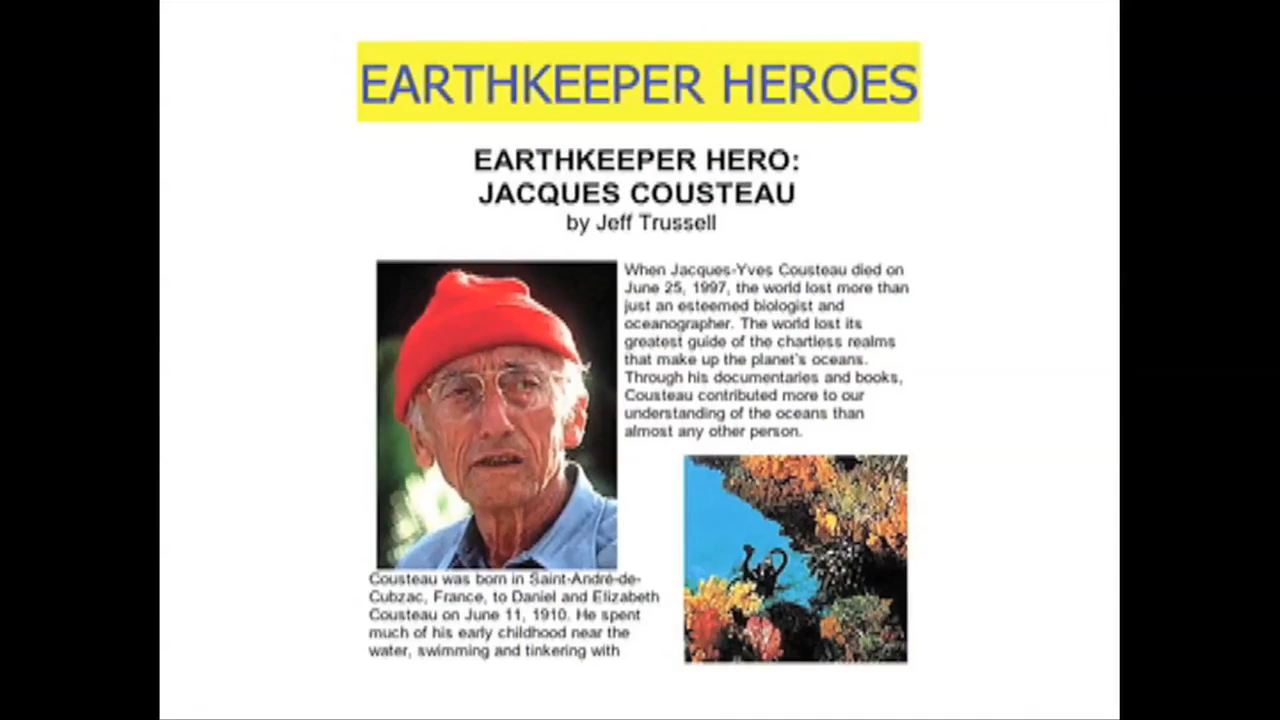 EARTHKEEPER HEROES
EARTHKEEPER HERO:
JACQUES COUSTEAU
by Jeff Trussell
When Jacques-Yves Cousteau died on
June 25, 1997, the world lost more than
just an esteemed biologist and
oceanographer. The world lost its
greatest guide of the chartless realms
that make up the planet's oceans.
Through his documentaries and books,
Cousteau contributed more to our
understanding of the oceans than
almost any other person.
Cousteau was born in Saint-André-de-
Cubzac, France, to Daniel and Elizabeth
Cousteau on June 11, 1910. He spent
much of his early childhood near the
water, swimming and tinkering with